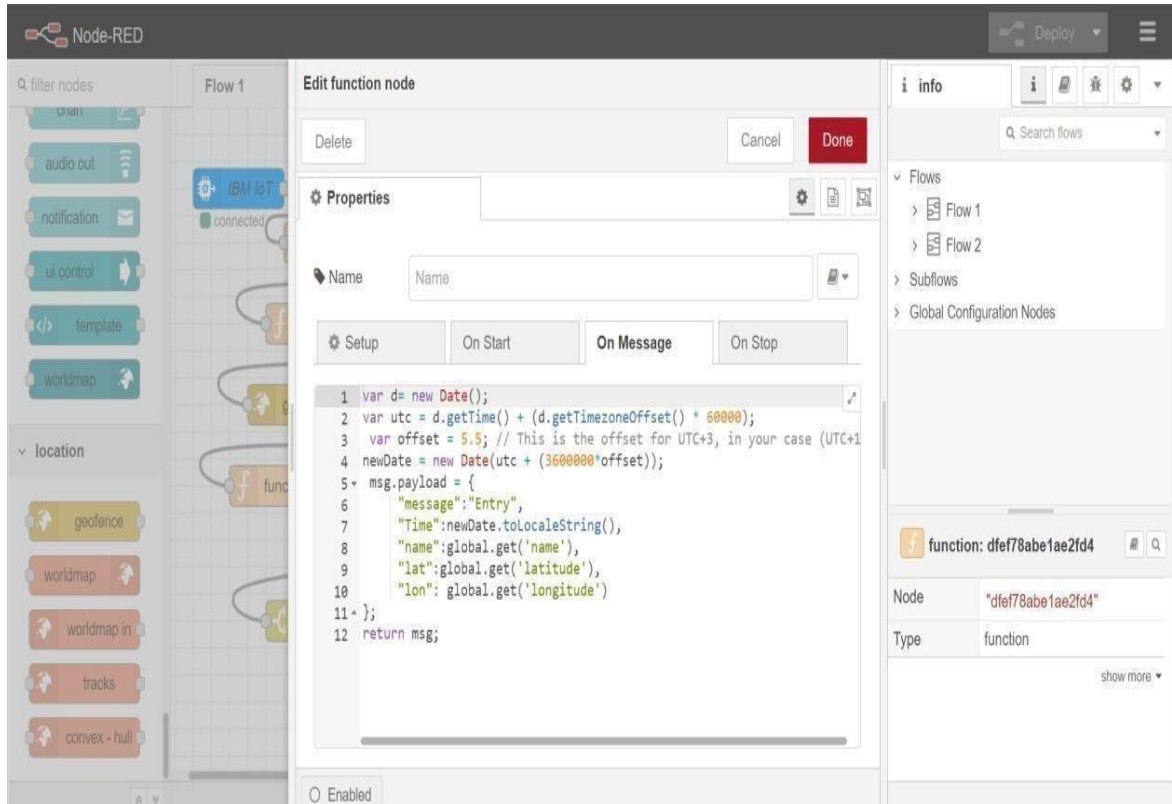 Node-RED
Deploy
filter nodes
chart
audio out
notification
ui control
</> template
worldmap
location
geofence
worldmap
worldmap in
tracks
convex - hull
Flow 1
IBM IoT
connected
g
func
Edit function node
Delete
Cancel
Done
Properties
Name
Name
Setup
On Start
On Message
On Stop
1 var d= new Date();
2 var utc = d.getTime() + (d.getTimezoneOffset() * 60000);
3 var offset = 5.5; // This is the offset for UTC+3, in your case (UTC+1
4 newDate = new Date(utc + (3600000*offset));
5 msg.payload = {
6 "message":"Entry",
7 "Time":newDate.toLocaleString(),
8 "name":global.get('name'),
9 "lat":global.get('latitude'),
10 "lon": global.get('longitude')
11 };
12 return msg;
Enabled
i info
i
Search flows
Flows
Flow 1
Flow 2
Subflows
Global Configuration Nodes
function: dfef78abe1ae2fd4
Node "dfef78abe1ae2fd4"
Type function
show more